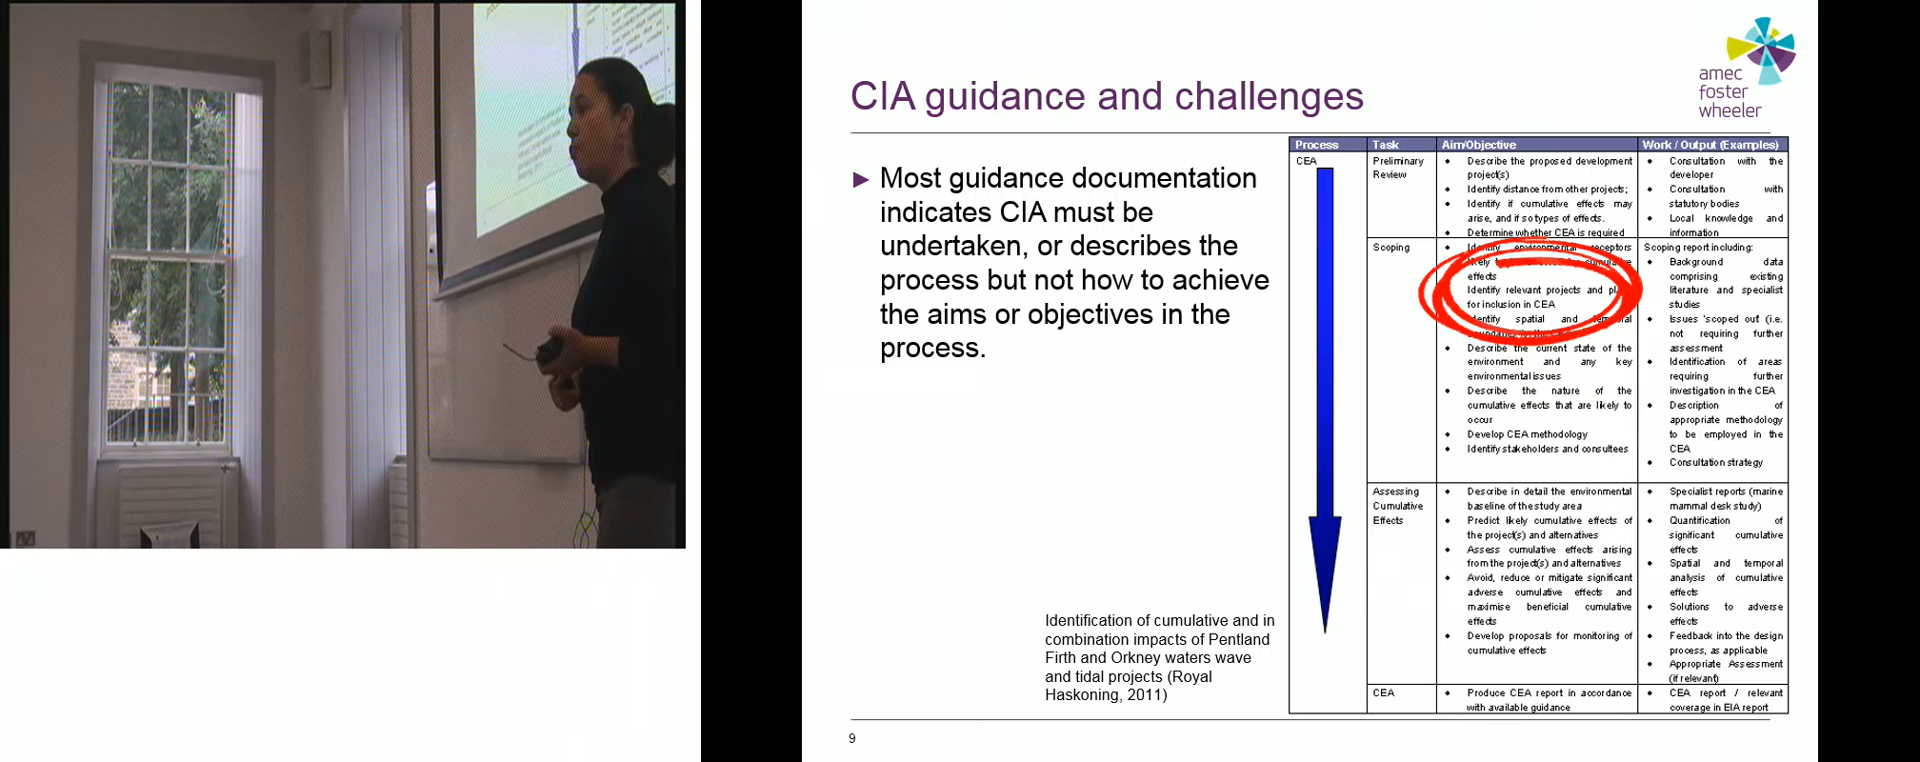 CIA guidance and challenges
amec
foster
wheeler
► Most guidance documentation
indicates CIA must be
undertaken, or describes the
process but not how to achieve
the aims or objectives in the
process.
Identification of cumulative and in
combination impacts of Pentland
Firth and Orkney waters wave
and tidal projects (Royal
Haskoning, 2011)
Process Task Aim/Objective Work / Output (Examples)
CEA
Preliminary
Review
• Describe the proposed development
project(s)
• Identify distance from other projects;
• Identify if cumulative effects may
arise, and if so types of effects.
• Determine whether CEA is required
• Consultation with the
developer
• Consultation with
statutory bodies
• Local knowledge and
information
Scoping
• Identify environmental receptors
likely cumulative
effects
Identify relevant projects and
for inclusion in CEA
Identify spatial and temporal
• Describe the current state of the
environment and any key
environmental issues
• Describe the nature of the
cumulative effects that are likely to
occur
• Develop CEA methodology
• Identify stakeholders and consultees
Scoping report including:
• Background data
comprising existing
literature and specialist
studies
• Issues 'scoped out' (i.e.
not requiring further
assessment
• Identification of areas
requiring further
investigation in the CEA
• Description of
appropriate methodology
to be employed in the
CEA
• Consultation strategy
Assessing
Cumulative
Effects
• Describe in detail the environmental
baseline of the study area
• Predict likely cumulative effects of
the project(s) and alternatives
• Assess cumulative effects arising
from the project(s) and alternatives
• Avoid, reduce or mitigate significant
adverse cumulative effects and
maximise beneficial cumulative
effects
• Develop proposals for monitoring of
cumulative effects
• Specialist reports (marine
mammal desk study)
• Quantification of
significant cumulative
effects
• Spatial and temporal
analysis of cumulative
effects
• Solutions to adverse
effects
• Feedback into the design
process, as applicable
• Appropriate Assessment
(if relevant)
CEA
• Produce CEA report in accordance
with available guidance
• CEA report / relevant
coverage in EIA report
9